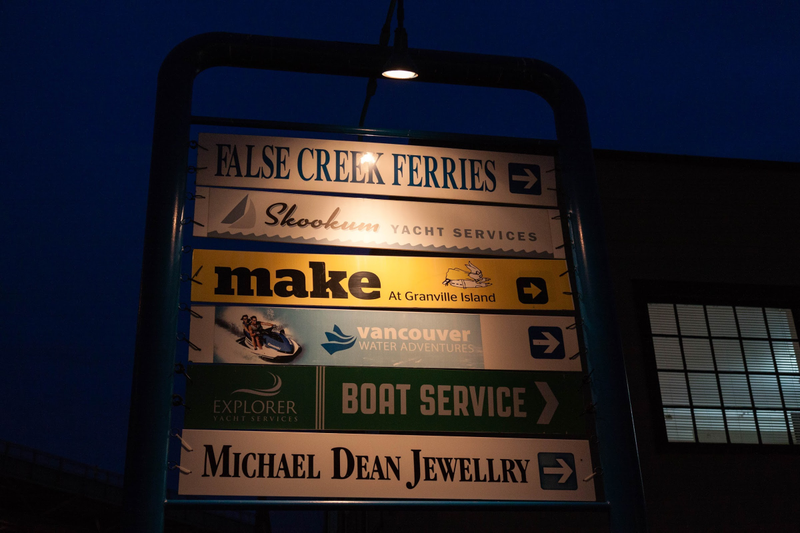 FALSE CREEK FERRIES
Skookum YACHT SERVICES
make At Granville Island
vancouver
WATER ADVENTURES
EXPLORER
YACHT SERVICES
BOAT SERVICE
MICHAEL DEAN JEWELLRY